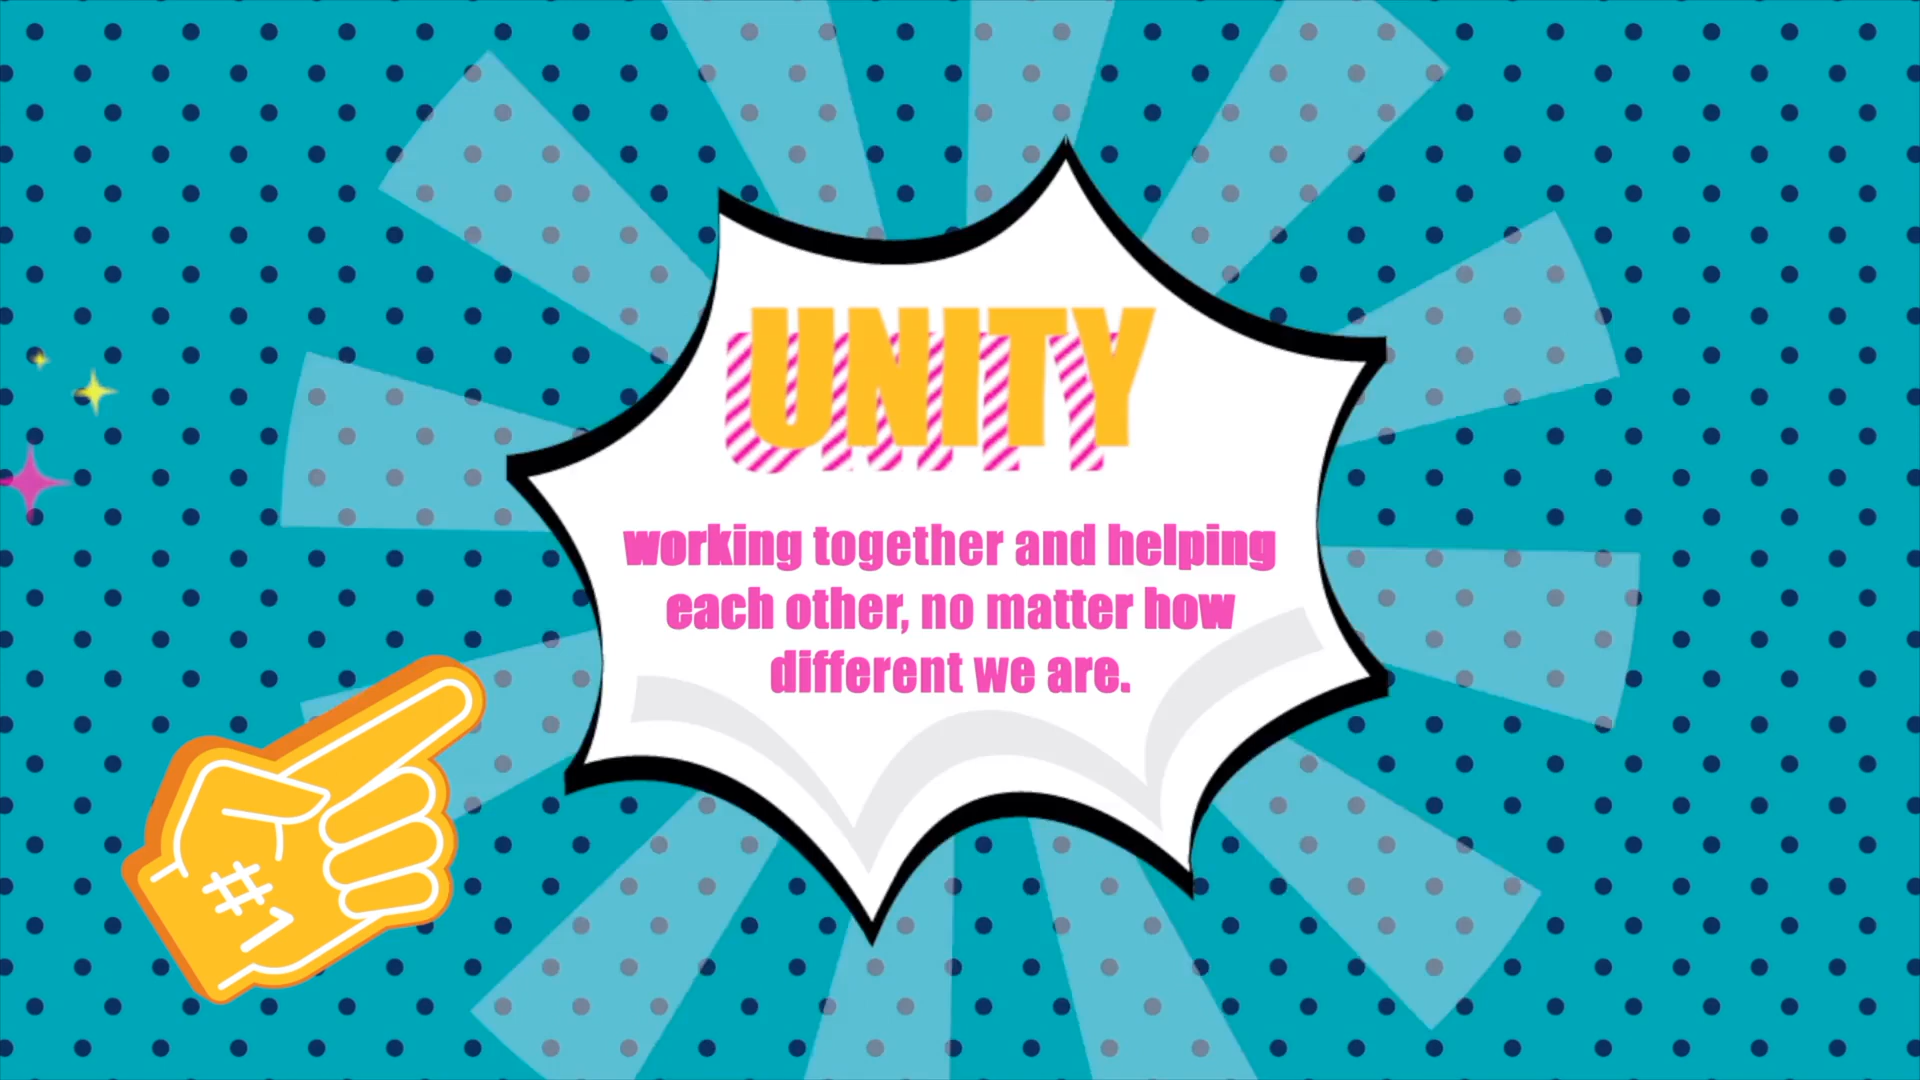 UNITY
working together and helping
each other, no matter how
different we are.
#1